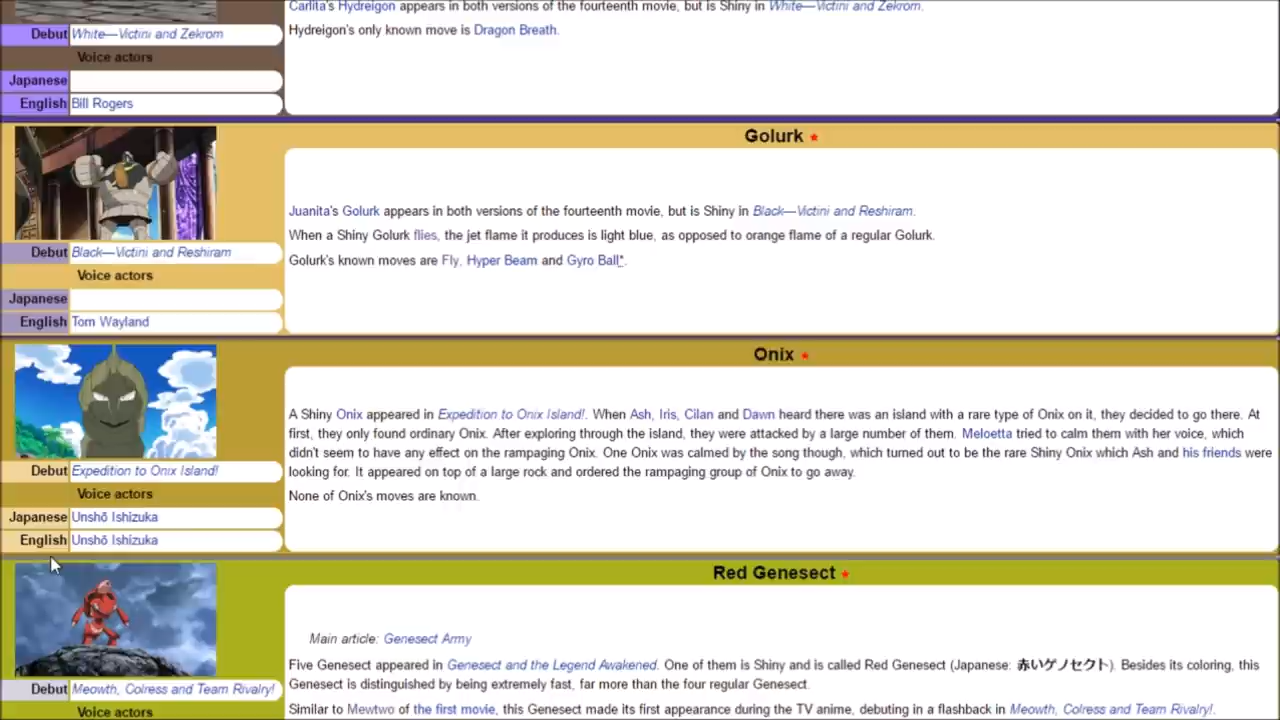 Carlita's Hydreigon appears in both versions of the fourteenth movie, but is Shiny in White—Victini and Zekrom.
Hydreigon's only known move is Dragon Breath.
Debut White—Victini and Zekrom
Voice actors
Japanese
English Bill Rogers
Golurk ★
Juanita's Golurk appears in both versions of the fourteenth movie, but is Shiny in Black—Victini and Reshiram.
When a Shiny Golurk flies, the jet flame it produces is light blue, as opposed to orange flame of a regular Golurk.
Golurk's known moves are Fly, Hyper Beam and Gyro Ball*.
Debut Black—Victini and Reshiram
Voice actors
Japanese
English Tom Wayland
Onix ★
A Shiny Onix appeared in Expedition to Onix Island!. When Ash, Iris, Cilan and Dawn heard there was an island with a rare type of Onix on it, they decided to go there. At
first, they only found ordinary Onix. After exploring through the island, they were attacked by a large number of them. Meloetta tried to calm them with her voice, which
didn't seem to have any effect on the rampaging Onix. One Onix was calmed by the song though, which turned out to be the rare Shiny Onix which Ash and his friends were
looking for. It appeared on top of a large rock and ordered the rampaging group of Onix to go away.
None of Onix's moves are known.
Debut Expedition to Onix Island!
Voice actors
Japanese Unshō Ishizuka
English Unshō Ishizuka
Red Genesect ★
Main article: Genesect Army
Five Genesect appeared in Genesect and the Legend Awakened. One of them is Shiny and is called Red Genesect (Japanese: 赤いゲノセクト). Besides its coloring, this
Genesect is distinguished by being extremely fast, far more than the four regular Genesect.
Similar to Mewtwo of the first movie, this Genesect made its first appearance during the TV anime, debuting in a flashback in Meowth, Colress and Team Rivalry!.
Debut Meowth, Colress and Team Rivalry!
Voice actors